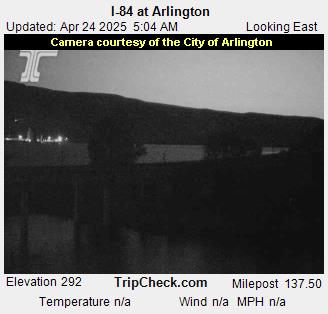 I-84 at Arlington
Updated: Apr 24 2025 5:04 AM Looking East
Camera courtesy of the City of Arlington
Elevation 292 TripCheck.com Milepost 137.50
Temperature n/a Wind n/a MPH n/a